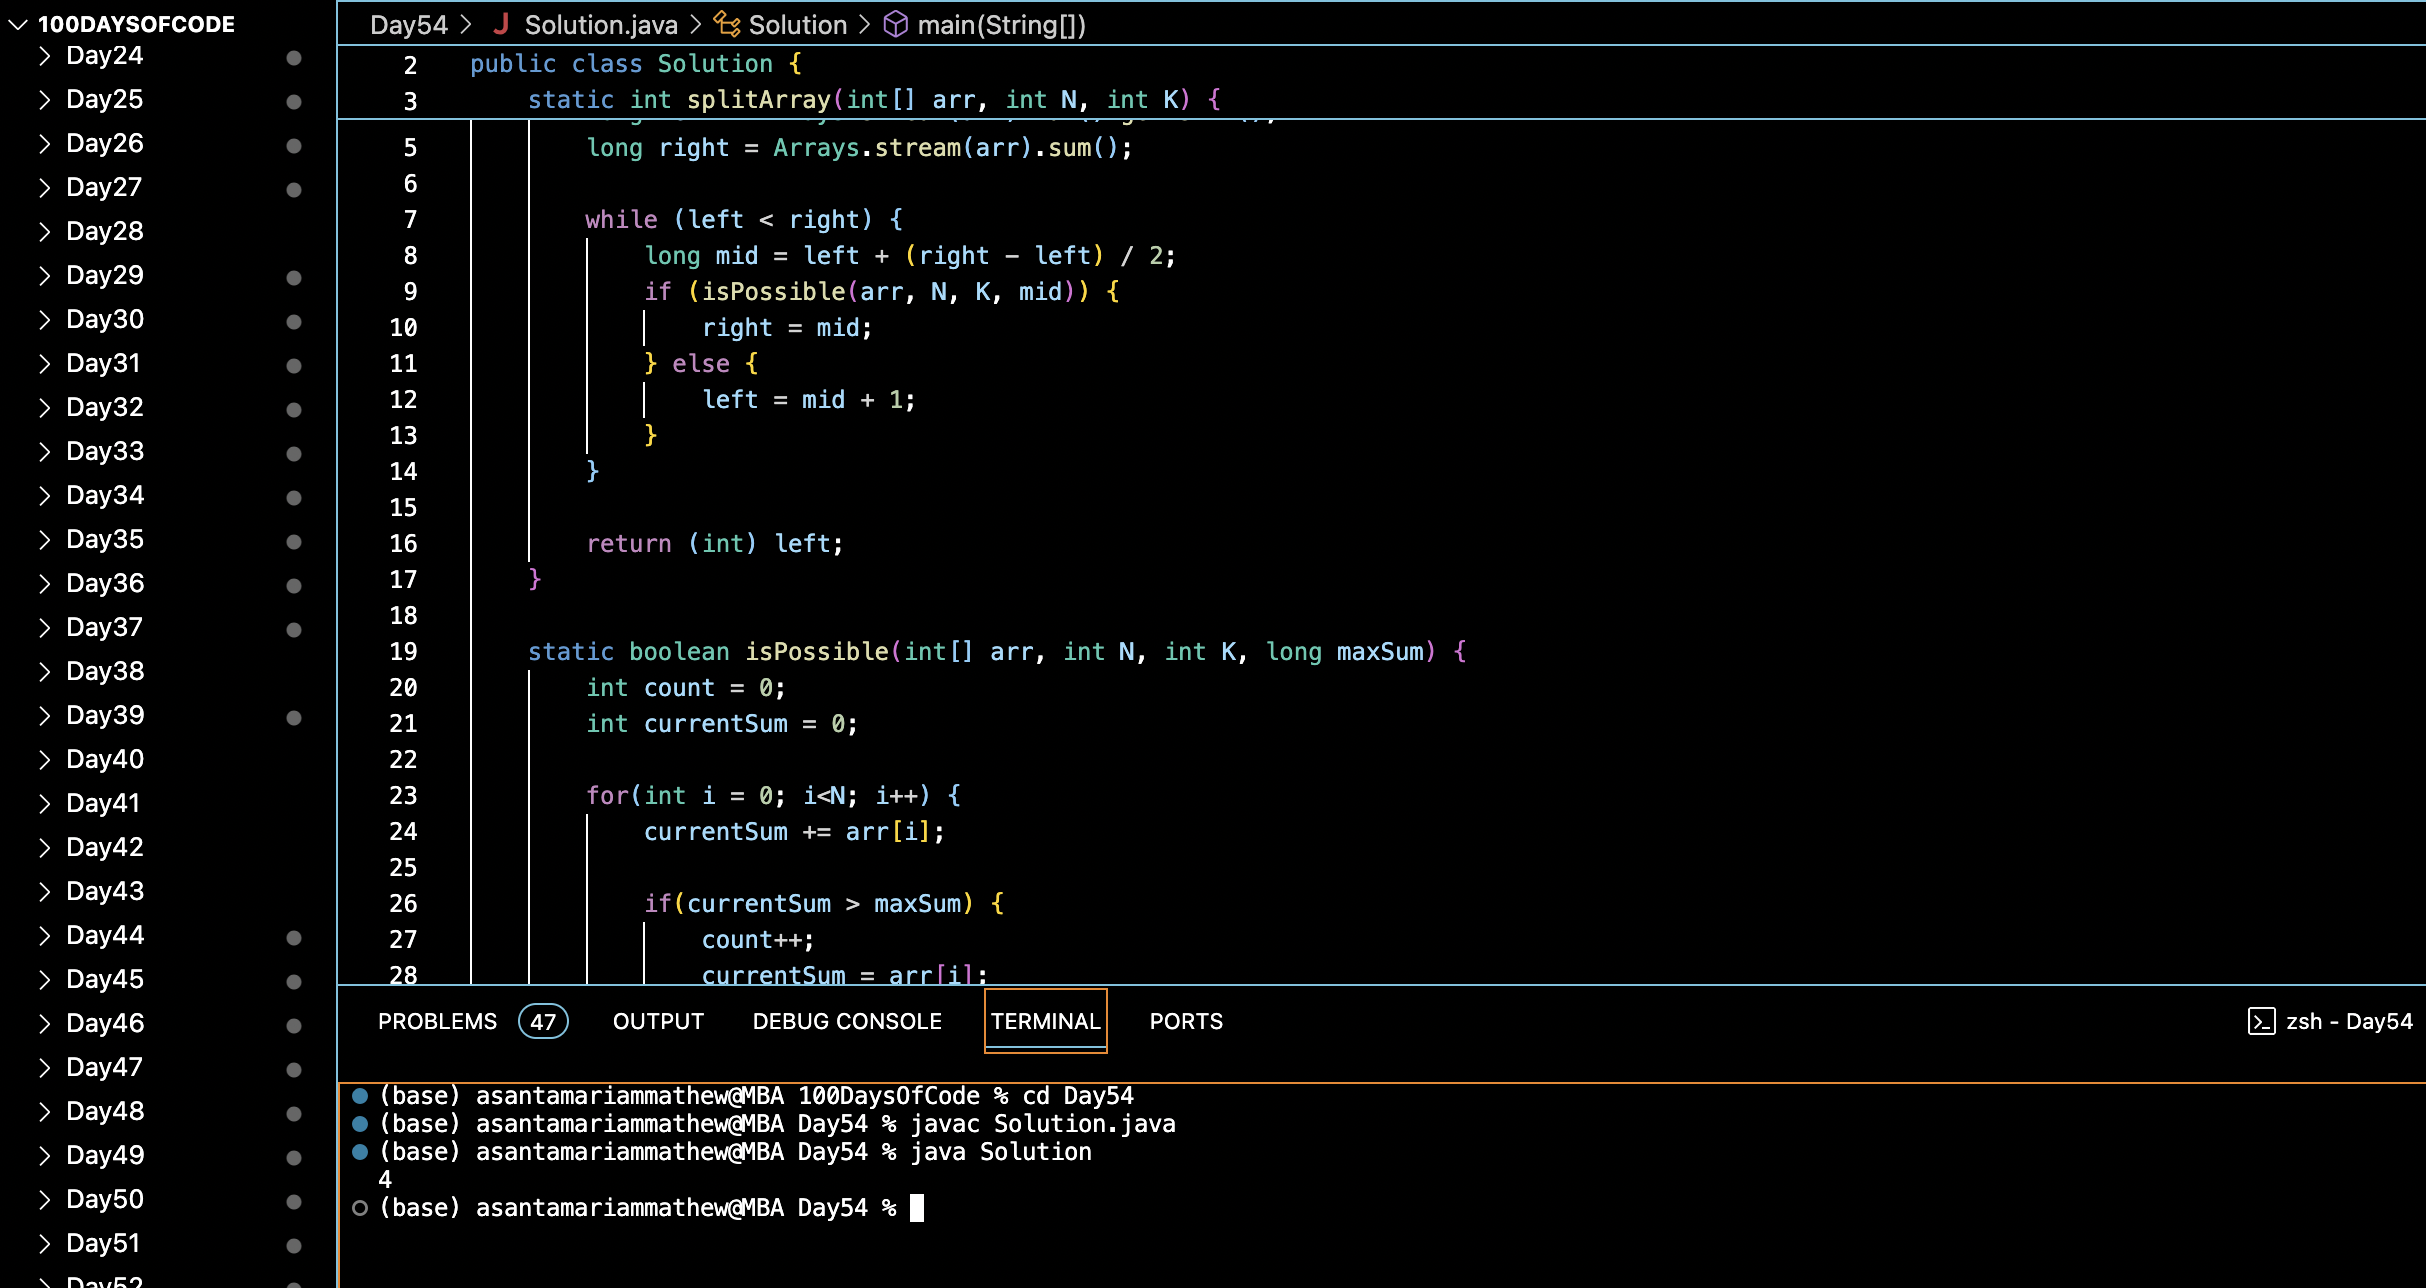 100DAYSOFCODE
Day24
Day25
Day26
Day27
Day28
Day29
Day30
Day31
Day32
Day33
Day34
Day35
Day36
Day37
Day38
Day39
Day40
Day41
Day42
Day43
Day44
Day45
Day46
Day47
Day48
Day49
Day50
Day51
Day52
Day54 > J Solution.java > Solution > main(String[])
2 public class Solution {
3 static int splitArray(int[] arr, int N, int K) {
5 long right = Arrays.stream(arr).sum();
6
7 while (left < right) {
8 long mid = left + (right - left) / 2;
9 if (isPossible(arr, N, K, mid)) {
10 right = mid;
11 } else {
12 left = mid + 1;
13 }
14 }
15
16 return (int) left;
17 }
18
19 static boolean isPossible(int[] arr, int N, int K, long maxSum) {
20 int count = 0;
21 int currentSum = 0;
22
23 for(int i = 0; i<N; i++) {
24 currentSum += arr[i];
25
26 if(currentSum > maxSum) {
27 count++;
28 currentSum = arr[i];
PROBLEMS 47 OUTPUT DEBUG CONSOLE TERMINAL PORTS zsh - Day54
(base) asantamariammathew@MBA 100DaysOfCode % cd Day54
(base) asantamariammathew@MBA Day54 % javac Solution.java
(base) asantamariammathew@MBA Day54 % java Solution
4
(base) asantamariammathew@MBA Day54 %